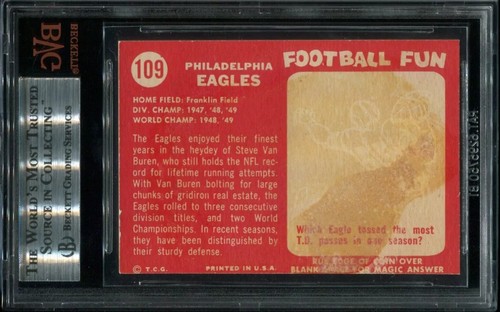 BECKETT
BVG
THE WORLD'S MOST TRUSTED
SOURCE IN COLLECTING™
BECKETT GRADING SERVICES
109
PHILADELPHIA
EAGLES
HOME FIELD: Franklin Field
DIV. CHAMP: 1947, '48, '49
WORLD CHAMP: 1948, '49
The Eagles enjoyed their finest
years in the heydey of Steve Van
Buren, who still holds the NFL
record for lifetime running attempts.
With Van Buren bolting for large
chunks of gridiron real estate, the
Eagles rolled to three consecutive
division titles, and two World
Championships. In recent seasons,
they have been distinguished by
their sturdy defense.
© T.C.G. PRINTED IN U.S.A.
FOOTBALL FUN
Which Eagle tossed the most
T.D. passes in one season?
RUB EDGE OF COIN OVER
BLANK SPACE FOR MAGIC ANSWER